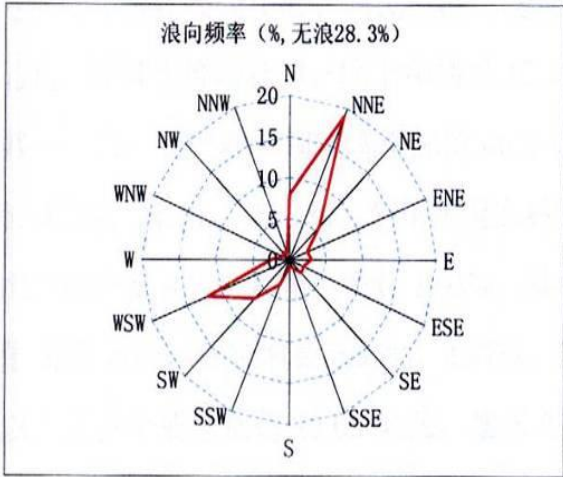 浪向频率（%,无浪28.3%）
N
20
NNW
NNE
15
NW
NE
10
WNW
ENE
5
W
0
E
WSW
ESE
SW
SE
SSW
SSE
S